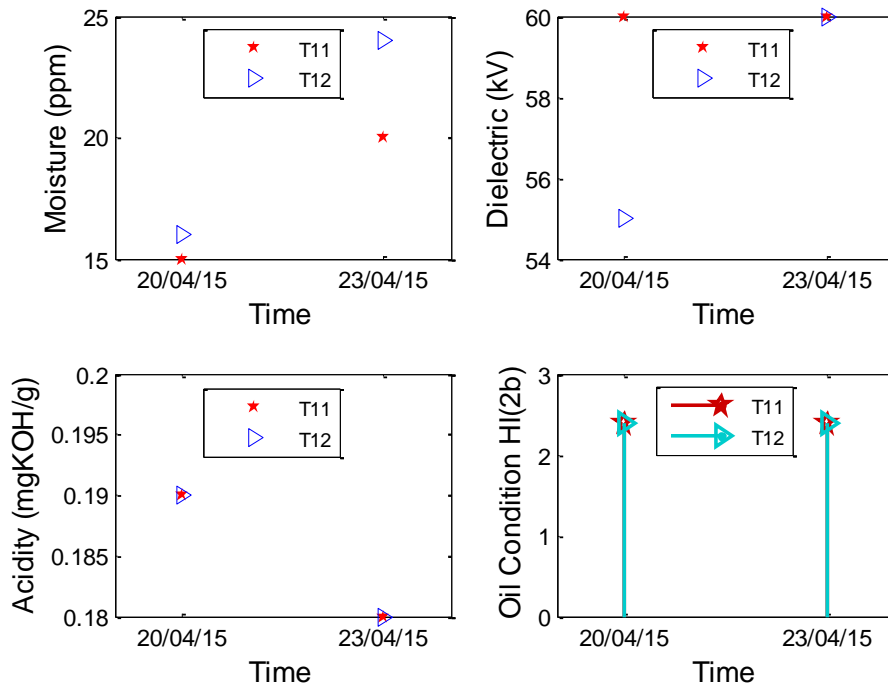 Moisture (ppm)
25
20
15
T11
T12
20/04/15
23/04/15
Time
Dielectric (kV)
60
58
56
54
T11
T12
20/04/15
23/04/15
Time
Acidity (mgKOH/g)
0.2
0.195
0.19
0.185
0.18
T11
T12
20/04/15
23/04/15
Time
Oil Condition HI(2b)
3
2
1
0
T11
T12
20/04/15
23/04/15
Time